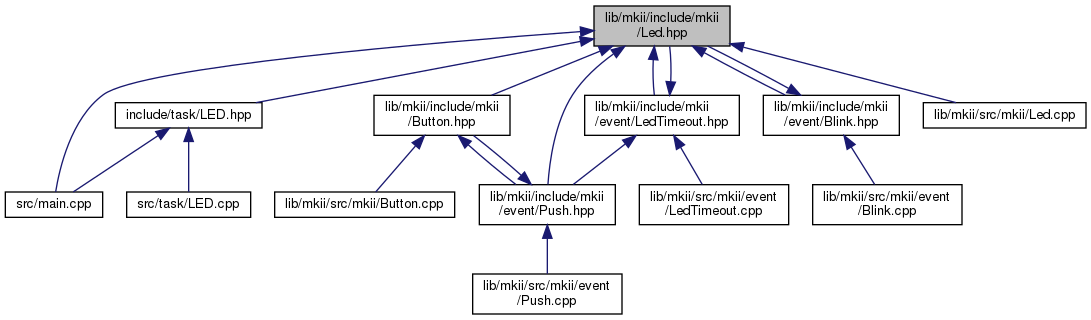 lib/mkii/include/mkii
/Led.hpp
include/task/LED.hpp
lib/mkii/include/mkii
/Button.hpp
lib/mkii/include/mkii
/event/LedTimeout.hpp
lib/mkii/include/mkii
/event/Blink.hpp
lib/mkii/src/mkii/Led.cpp
src/main.cpp
src/task/LED.cpp
lib/mkii/src/mkii/Button.cpp
lib/mkii/include/mkii
/event/Push.hpp
lib/mkii/src/mkii/event
/LedTimeout.cpp
lib/mkii/src/mkii/event
/Blink.cpp
lib/mkii/src/mkii/event
/Push.cpp